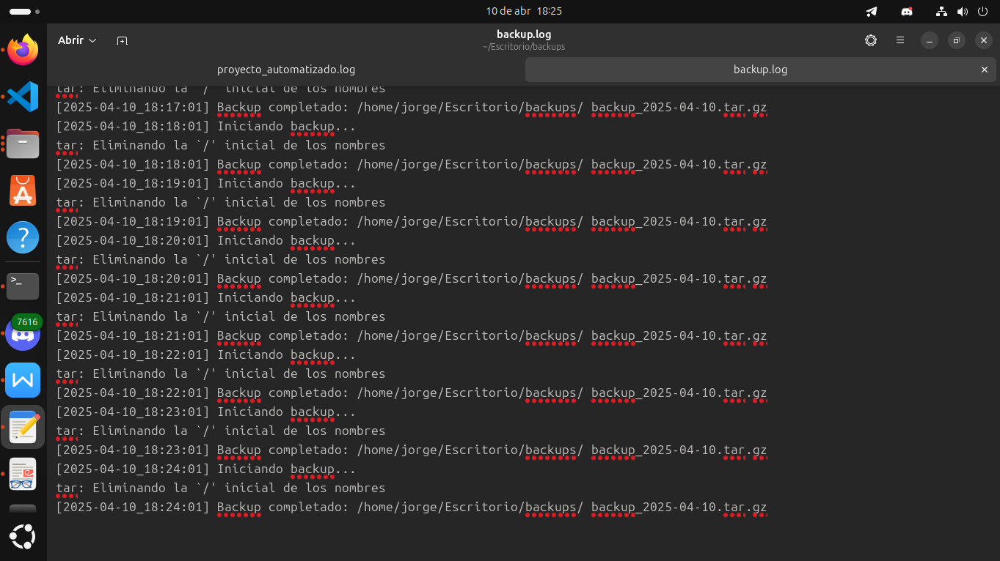 10 de abr 18:25
Abrir
backup.log
~/Escritorio/backups
proyecto_automatizado.log
backup.log
tar: Eliminando la `/' inicial de los nombres
[2025-04-10_18:17:01] Backup completado: /home/jorge/Escritorio/backups/ backup_2025-04-10.tar.gz
[2025-04-10_18:18:01] Iniciando backup...
tar: Eliminando la `/' inicial de los nombres
[2025-04-10_18:18:01] Backup completado: /home/jorge/Escritorio/backups/ backup_2025-04-10.tar.gz
[2025-04-10_18:19:01] Iniciando backup...
tar: Eliminando la `/' inicial de los nombres
[2025-04-10_18:19:01] Backup completado: /home/jorge/Escritorio/backups/ backup_2025-04-10.tar.gz
[2025-04-10_18:20:01] Iniciando backup...
tar: Eliminando la `/' inicial de los nombres
[2025-04-10_18:20:01] Backup completado: /home/jorge/Escritorio/backups/ backup_2025-04-10.tar.gz
[2025-04-10_18:21:01] Iniciando backup...
tar: Eliminando la `/' inicial de los nombres
[2025-04-10_18:21:01] Backup completado: /home/jorge/Escritorio/backups/ backup_2025-04-10.tar.gz
[2025-04-10_18:22:01] Iniciando backup...
tar: Eliminando la `/' inicial de los nombres
[2025-04-10_18:22:01] Backup completado: /home/jorge/Escritorio/backups/ backup_2025-04-10.tar.gz
[2025-04-10_18:23:01] Iniciando backup...
tar: Eliminando la `/' inicial de los nombres
[2025-04-10_18:23:01] Backup completado: /home/jorge/Escritorio/backups/ backup_2025-04-10.tar.gz
[2025-04-10_18:24:01] Iniciando backup...
tar: Eliminando la `/' inicial de los nombres
[2025-04-10_18:24:01] Backup completado: /home/jorge/Escritorio/backups/ backup_2025-04-10.tar.gz
7616